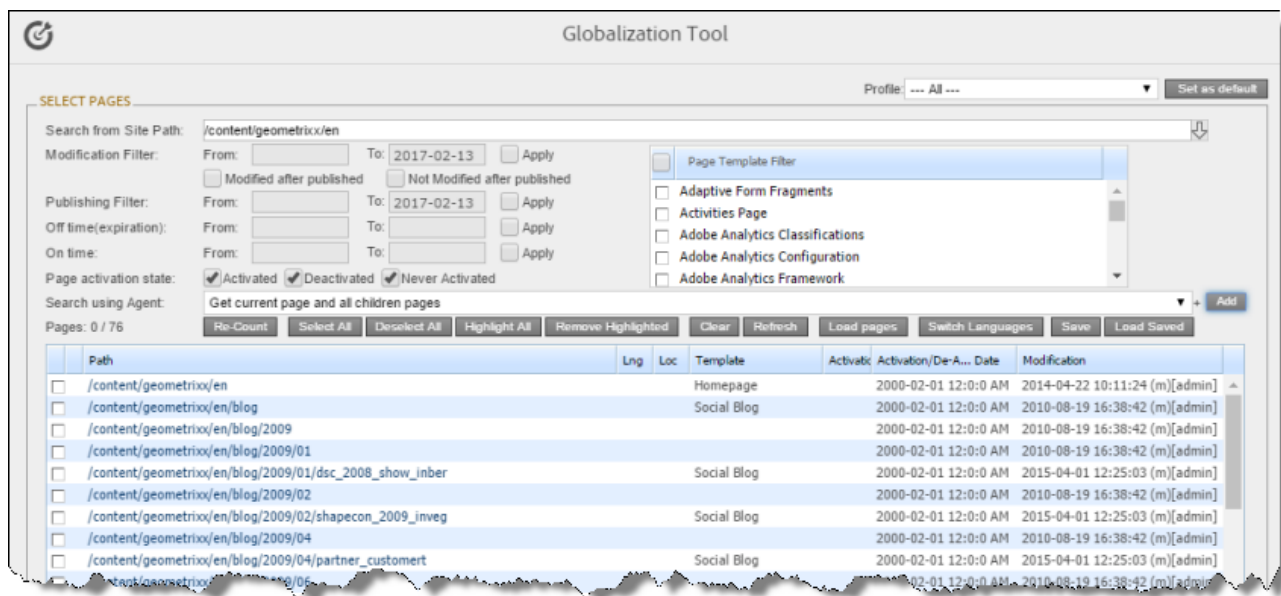 Globalization Tool
Profile: --- All --- Set as default
SELECT PAGES
Search from Site Path: /content/geometrixx/en
Modification Filter: From: To: 2017-02-13 Apply
Modified after published Not Modified after published
Publishing Filter: From: To: 2017-02-13 Apply
Off time(expiration): From: To: Apply
On time: From: To: Apply
Page activation state: Activated Deactivated Never Activated
Page Template Filter
Adaptive Form Fragments
Activities Page
Adobe Analytics Classifications
Adobe Analytics Configuration
Adobe Analytics Framework
Search using Agent: Get current page and all children pages + Add
Pages: 0 / 76 Re-Count Select All Deselect All Highlight All Remove Highlighted Clear Refresh Load pages Switch Languages Save Load Saved
Path Lng Loc Template Activatic Activation/De-A... Date Modification
/content/geometrixx/en Homepage 2000-02-01 12:0:0 AM 2014-04-22 10:11:24 (m)[admin]
/content/geometrixx/en/blog Social Blog 2000-02-01 12:0:0 AM 2010-08-19 16:38:42 (m)[admin]
/content/geometrixx/en/blog/2009 2000-02-01 12:0:0 AM 2010-08-19 16:38:42 (m)[admin]
/content/geometrixx/en/blog/2009/01 2000-02-01 12:0:0 AM 2010-08-19 16:38:42 (m)[admin]
/content/geometrixx/en/blog/2009/01/dsc_2008_show_inber Social Blog 2000-02-01 12:0:0 AM 2015-04-01 12:25:03 (m)[admin]
/content/geometrixx/en/blog/2009/02 2000-02-01 12:0:0 AM 2010-08-19 16:38:42 (m)[admin]
/content/geometrixx/en/blog/2009/02/shapecon_2009_inveg Social Blog 2000-02-01 12:0:0 AM 2015-04-01 12:25:03 (m)[admin]
/content/geometrixx/en/blog/2009/04 2000-02-01 12:0:0 AM 2010-08-19 16:38:42 (m)[admin]
/content/geometrixx/en/blog/2009/04/partner_customert Social Blog 2000-02-01 12:0:0 AM 2015-04-01 12:25:03 (m)[admin]
12:0:0 AM 2010-08-19 16:38:42 (m)[admin]